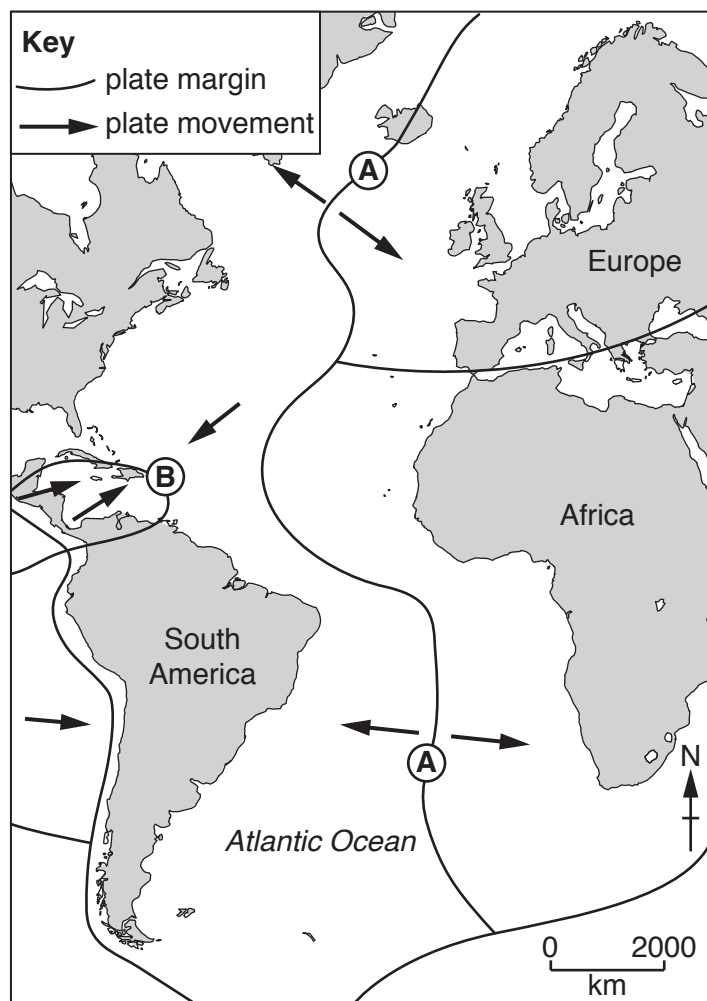 Key
plate margin
plate movement
A
Europe
B
Africa
South
America
A
N
Atlantic Ocean
0 2000
km